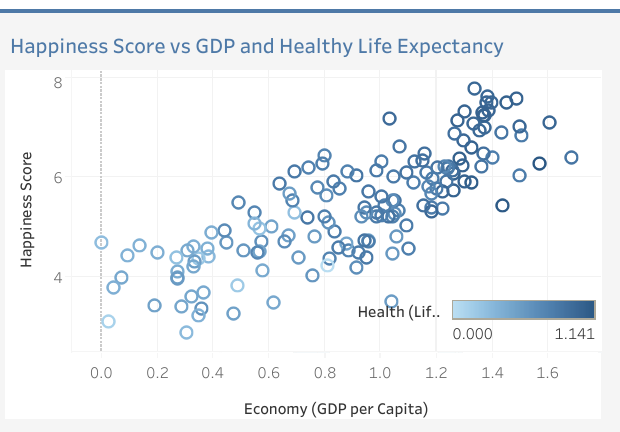 Happiness Score vs GDP and Healthy Life Expectancy
8
6
4
Happiness Score
Health (Lif..
0.000 1.141
0.0 0.2 0.4 0.6 0.8 1.0 1.2 1.4 1.6
Economy (GDP per Capita)